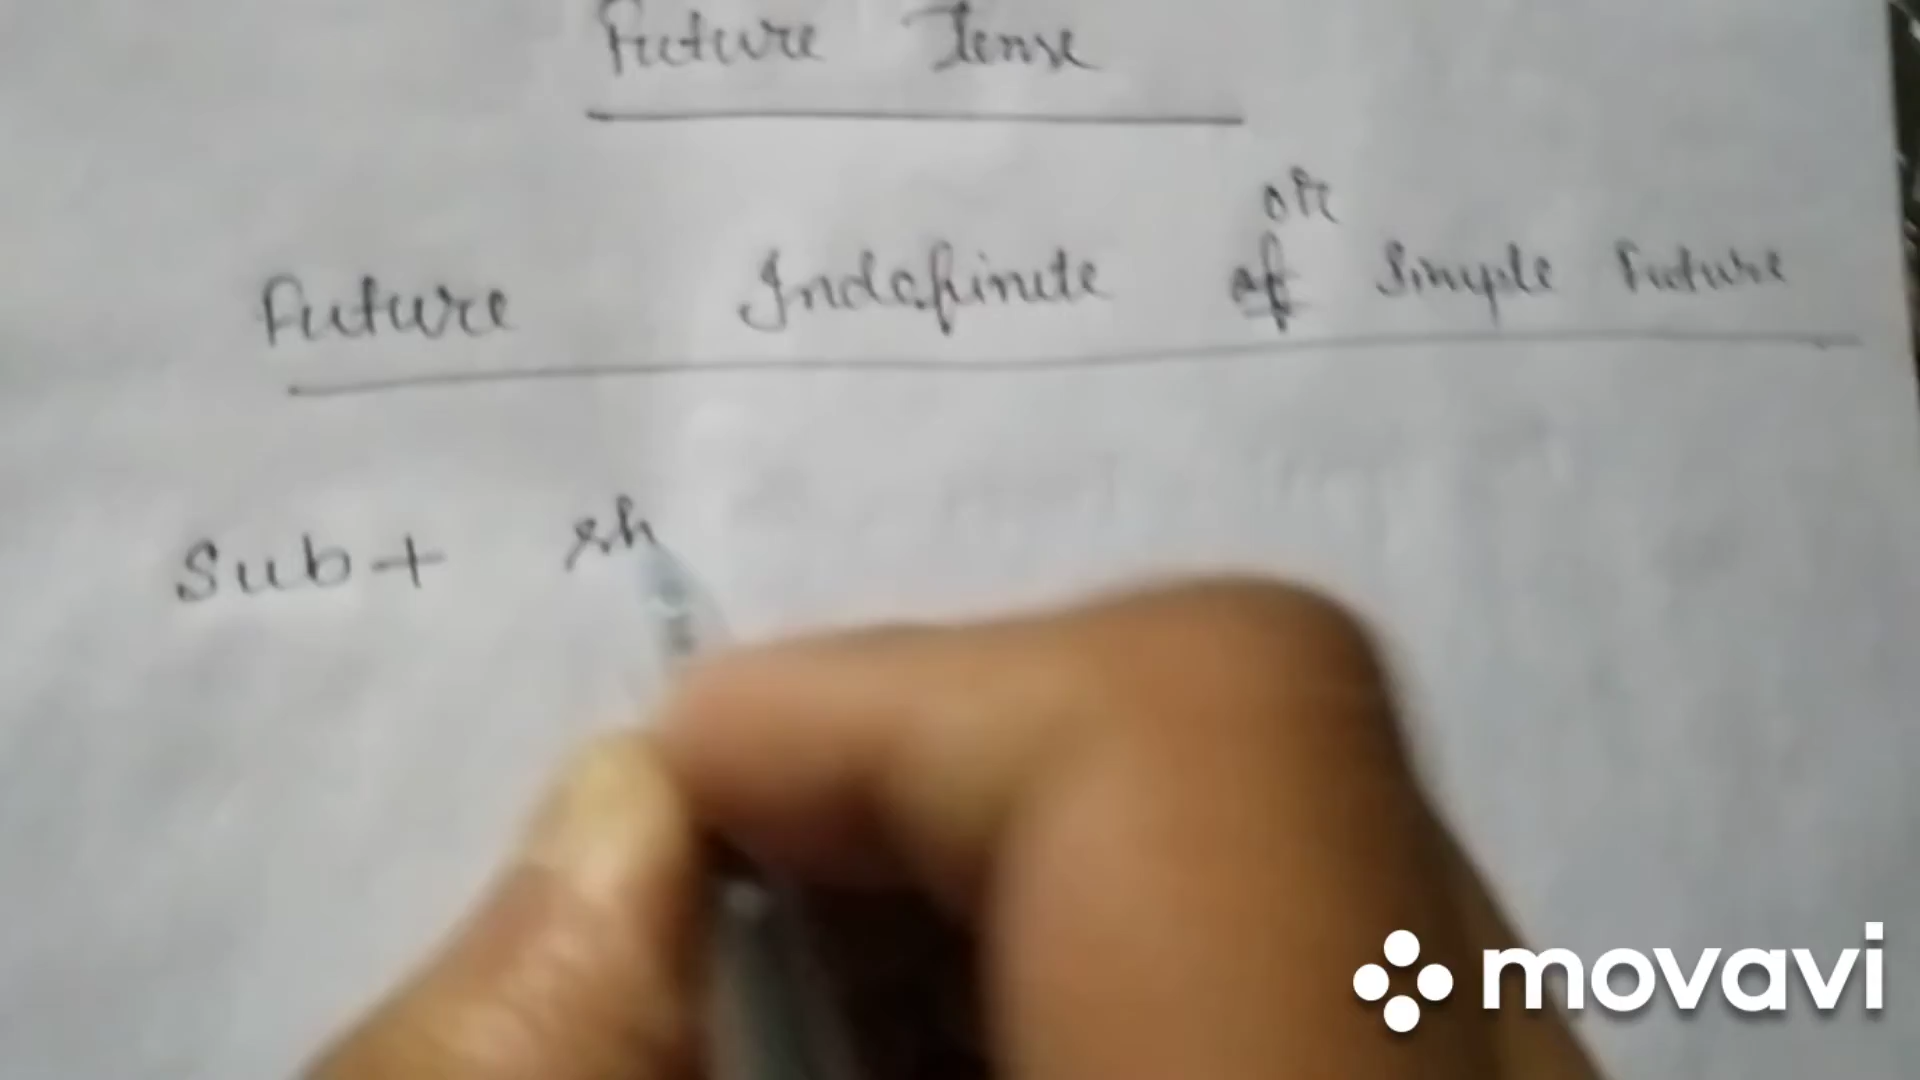 Future Tense
or
Future Indefinite of Simple Future
Sub + sh
movavi